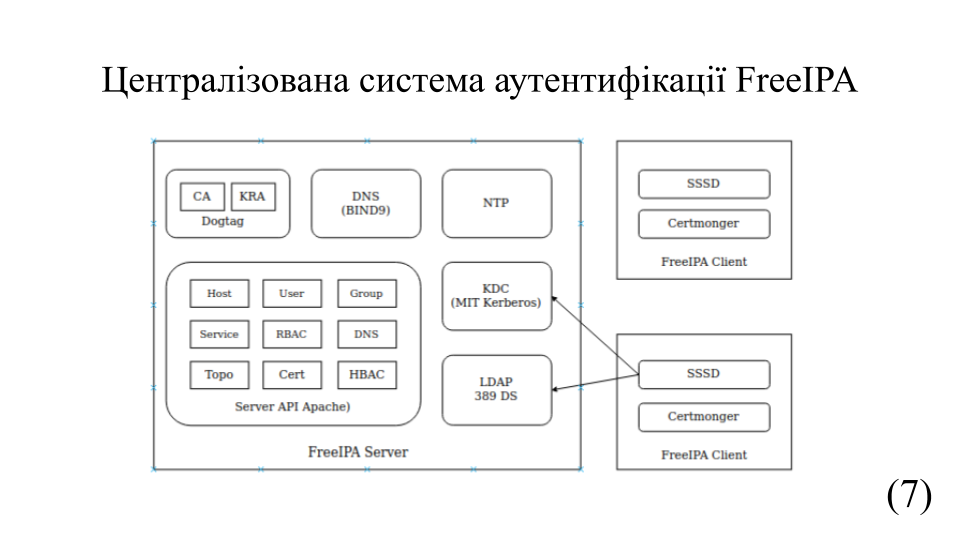 Централізована система аутентифікації FreeIPA
CA
KRA
Dogtag
DNS
(BIND9)
NTP
Host
User
Group
Service
RBAC
DNS
Topo
Cert
HBAC
Server API Apache)
KDC
(MIT Kerberos)
LDAP
389 DS
FreeIPA Server
SSSD
Certmonger
FreeIPA Client
SSSD
Certmonger
FreeIPA Client
(7)